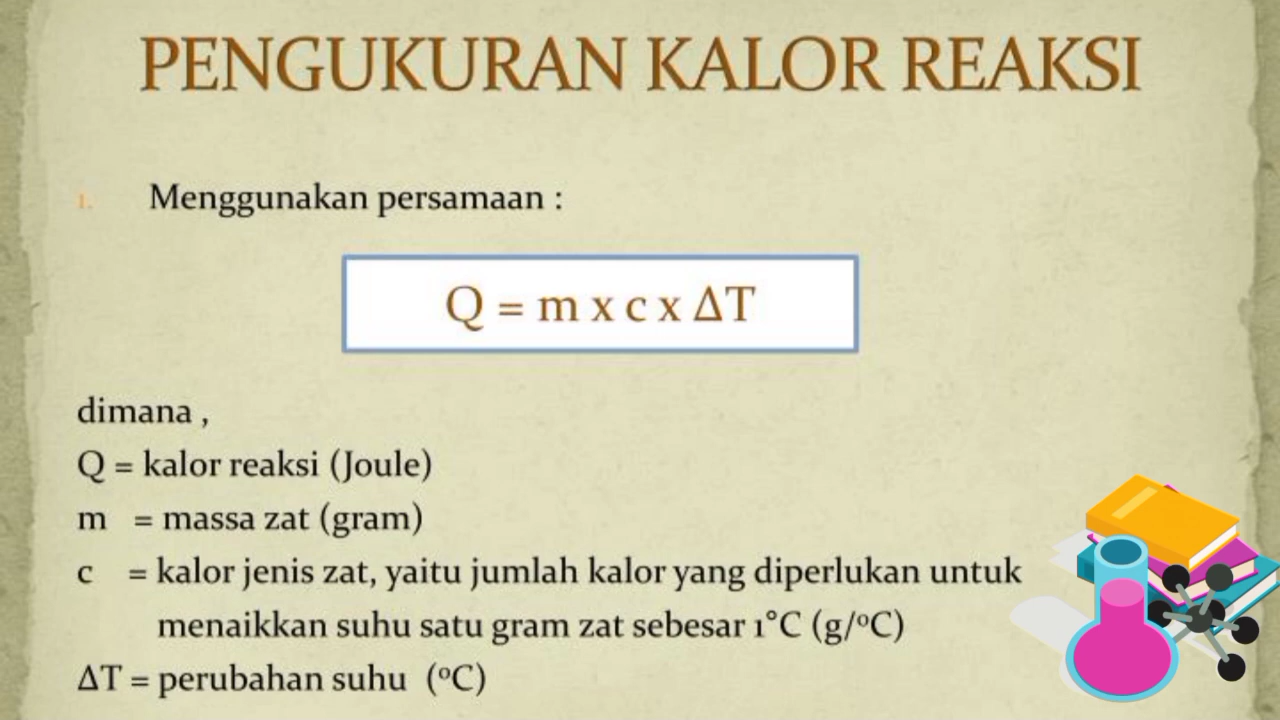 PENGUKURAN KALOR REAKSI
1. Menggunakan persamaan :
Q = m x c x ΔT
dimana ,
Q = kalor reaksi (Joule)
m = massa zat (gram)
c = kalor jenis zat, yaitu jumlah kalor yang diperlukan untuk
menaikkan suhu satu gram zat sebesar 1°C (g/°C)
ΔT = perubahan suhu (°C)